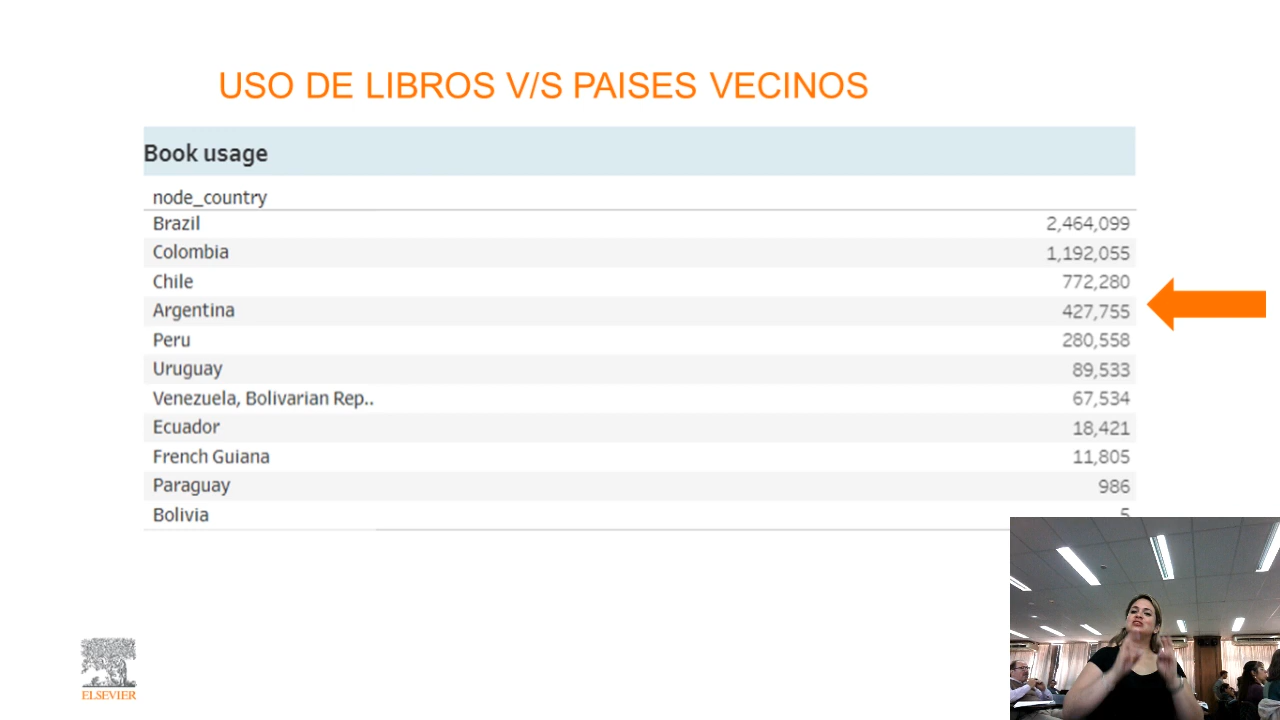 USO DE LIBROS V/S PAISES VECINOS
Book usage
node_country
Brazil 2,464,099
Colombia 1,192,055
Chile 772,280
Argentina 427,755
Peru 280,558
Uruguay 89,533
Venezuela, Bolivarian Rep.. 67,534
Ecuador 18,421
French Guiana 11,805
Paraguay 986
Bolivia 5
ELSEVIER